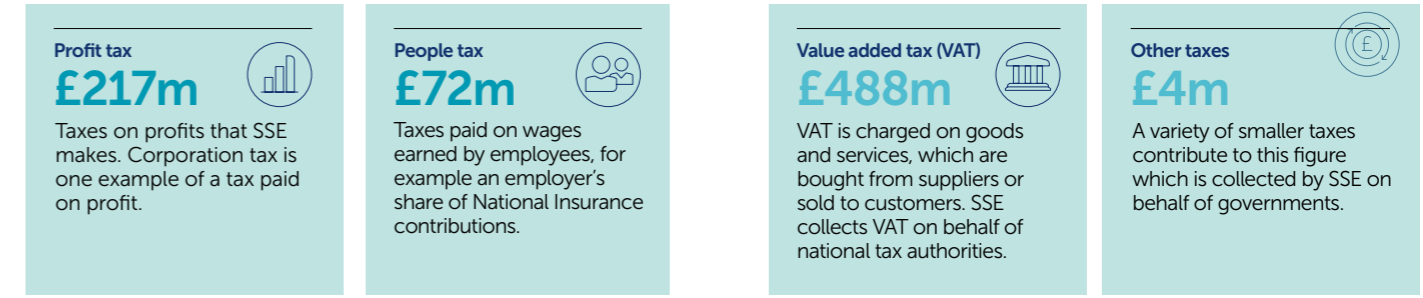 Profit tax
£217m
Taxes on profits that SSE
makes. Corporation tax is
one example of a tax paid
on profit.
People tax
£72m
Taxes paid on wages
earned by employees, for
example an employer’s
share of National Insurance
contributions.
Value added tax (VAT)
£488m
VAT is charged on goods
and services, which are
bought from suppliers or
sold to customers. SSE
collects VAT on behalf of
national tax authorities.
Other taxes
£
£4m
A variety of smaller taxes
contribute to this figure
which is collected by SSE on
behalf of governments.